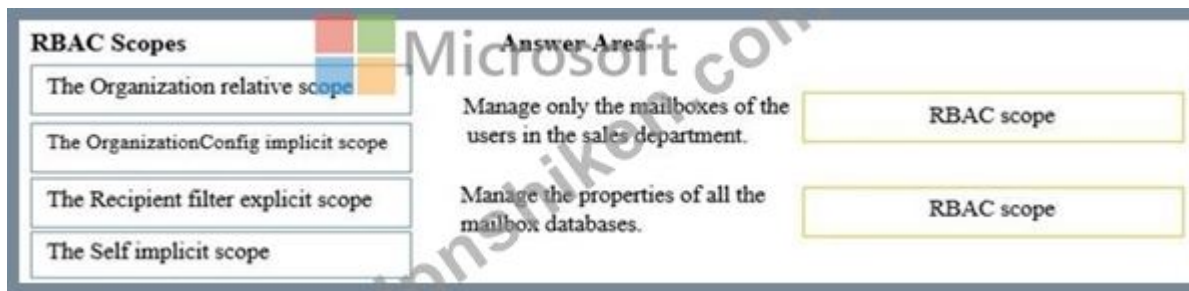 RBAC Scopes
Microsoft
Answer Area
The Organization relative scope
The OrganizationConfig implicit scope
The Recipient filter explicit scope
The Self implicit scope
Manage only the mailboxes of the
users in the sales department.
RBAC scope
Manage the properties of all the
mailbox databases.
RBAC scope